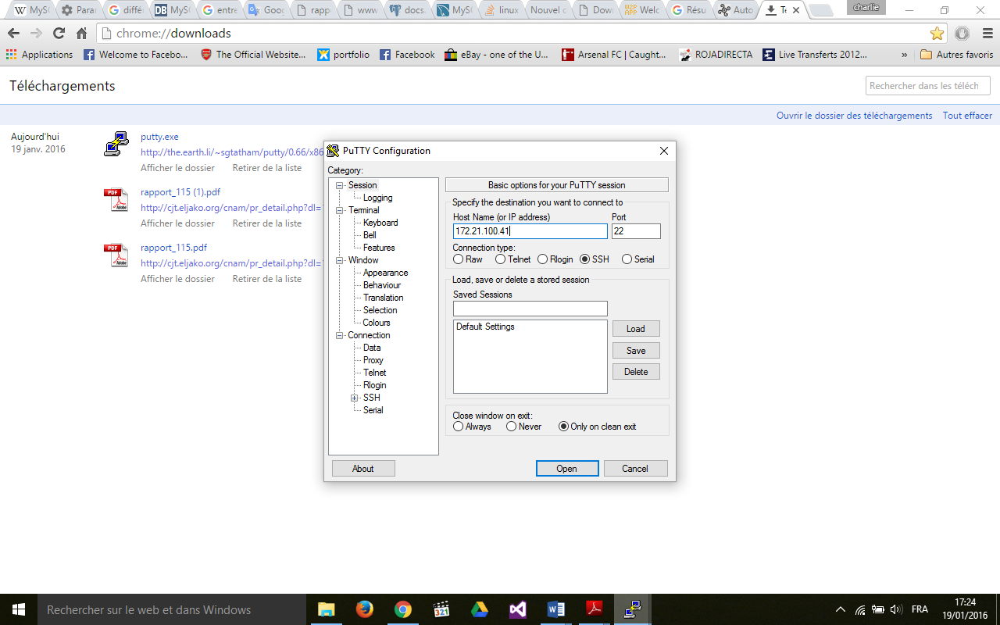 MyS Para diffé MyS entre Goog rapp www docs. MyS linux Nouvel Down Welc Résu Auto Té charlie
chrome://downloads
Applications Welcome to Facebo... The Official Website... portfolio Facebook eBay - one of the U... Arsenal FC | Caught... ROJADIRECTA Live Transferts 2012... » Autres favoris
Téléchargements
Rechercher dans les téléch
Ouvrir le dossier des téléchargements Tout effacer
Aujourd'hui
19 janv. 2016
putty.exe
http://the.earth.li/~sgtatham/putty/0.66/x86
Afficher le dossier Retirer de la liste
rapport_115 (1).pdf
http://cjt.eljako.org/cnam/pr_detail.php?dl=
Afficher le dossier Retirer de la liste
rapport_115.pdf
http://cjt.eljako.org/cnam/pr_detail.php?dl=
Afficher le dossier Retirer de la liste
PuTTY Configuration
Category:
Session
Logging
Terminal
Keyboard
Bell
Features
Window
Appearance
Behaviour
Translation
Selection
Colours
Connection
Data
Proxy
Telnet
Rlogin
SSH
Serial
Basic options for your PuTTY session
Specify the destination you want to connect to
Host Name (or IP address) Port
172.21.100.41 22
Connection type:
Raw Telnet Rlogin SSH Serial
Load, save or delete a stored session
Saved Sessions
Default Settings
Load
Save
Delete
Close window on exit:
Always Never Only on clean exit
About Open Cancel
Rechercher sur le web et dans Windows
321
FRA
17:24
19/01/2016